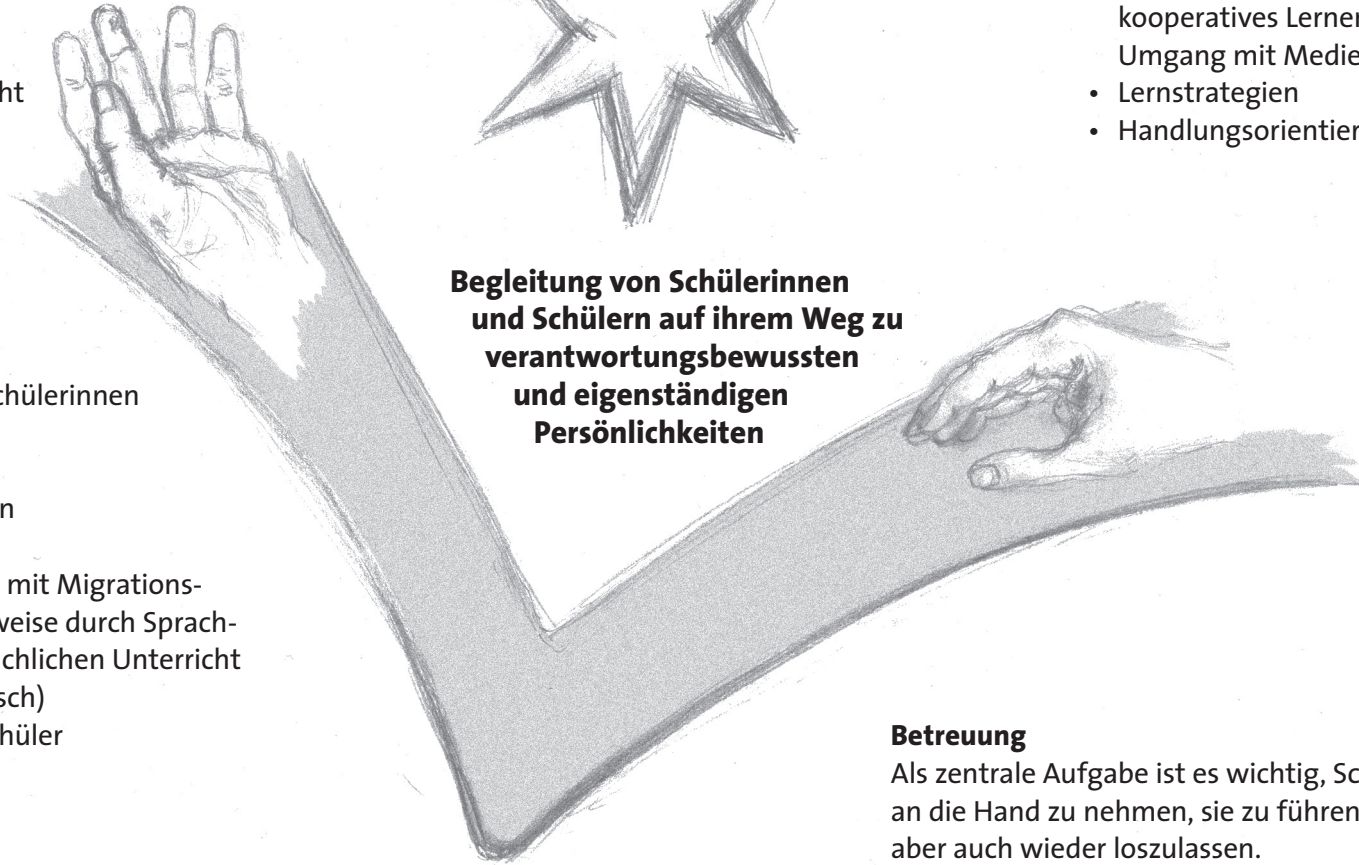 ht
chülerinnen
n
mit Migrations-
weise durch Sprach-
chlichen Unterricht
sch)
hüler
Begleitung von Schülerinnen
und Schülern auf ihrem Weg zu
verantwortungsbewussten
und eigenständigen
Persönlichkeiten
kooperatives Lerner
Umgang mit Medie
• Lernstrategien
• Handlungsorientier
Betreuung
Als zentrale Aufgabe ist es wichtig, Sc
an die Hand zu nehmen, sie zu führen
aber auch wieder loszulassen.